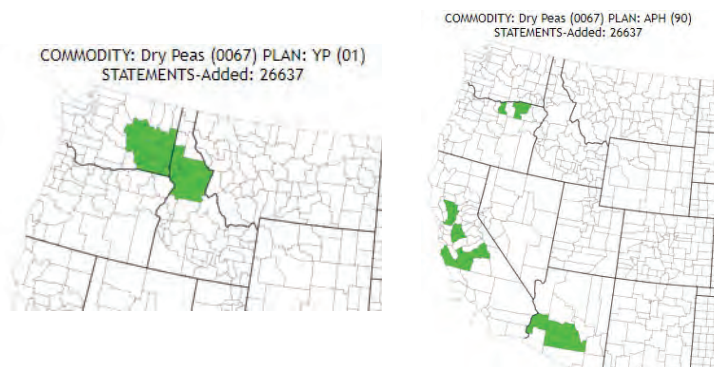 COMMODITY: Dry Peas (0067) PLAN: YP (01)
STATEMENTS-Added: 26637
COMMODITY: Dry Peas (0067) PLAN: APH (90)
STATEMENTS-Added: 26637